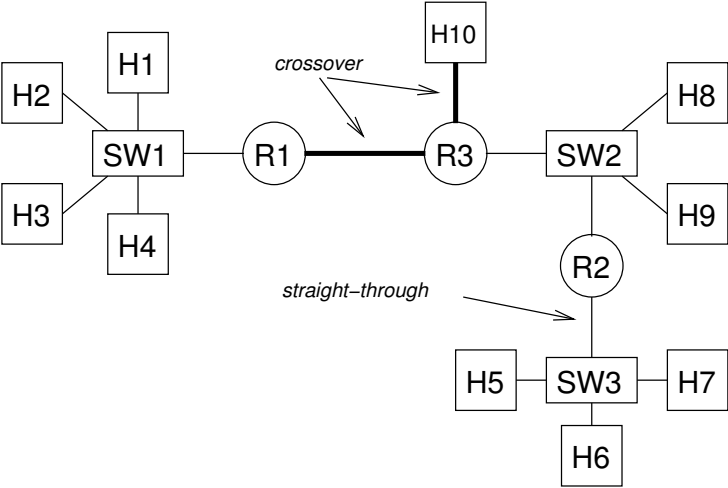 H10
H1
crossover
H2
H8
SW1
R1
R3
SW2
H3
H4
H9
R2
straight–through
H5
SW3
H7
H6